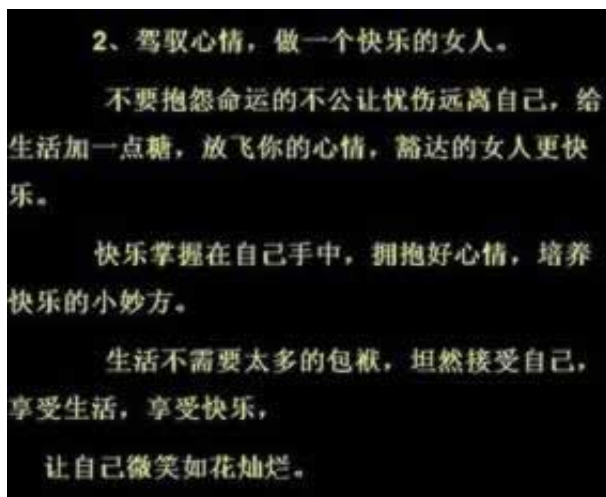 2、驾驭心情，做一个快乐的女人。
不要抱怨命运的不公让忧伤远离自己，给
生活加一点糖，放飞你的心情，豁达的女人更快
乐。
快乐掌握在自己手中，拥抱好心情，培养
快乐的小妙方。
生活不需要太多的包袱，坦然接受自己，
享受生活，享受快乐，
让自己微笑如花灿烂。